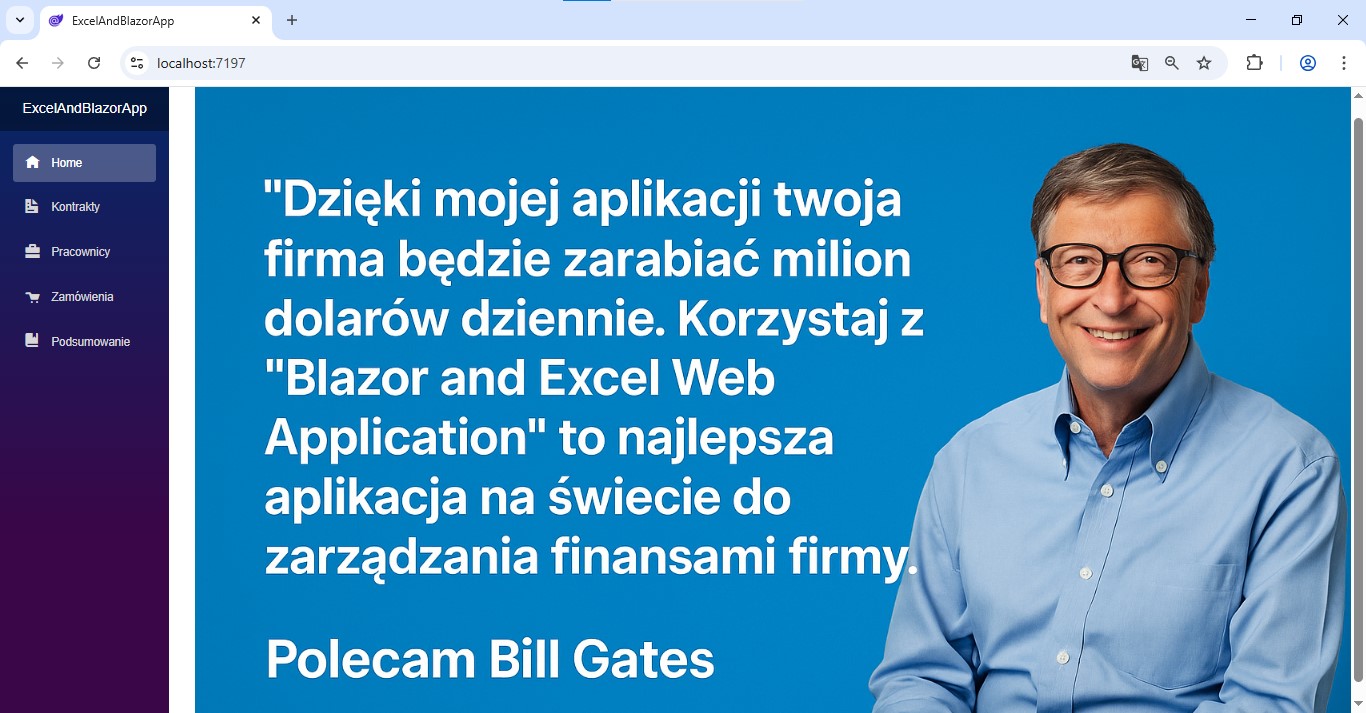 ExcelAndBlazorApp
localhost:7197
ExcelAndBlazorApp
Home
Kontrakty
Pracownicy
Zamówienia
Podsumowanie
"Dzięki mojej aplikacji twoja
firma będzie zarabiać milion
dolarów dziennie. Korzystaj z
"Blazor and Excel Web
Application" to najlepsza
aplikacja na świecie do
zarządzania finansami firmy.
Polecam Bill Gates